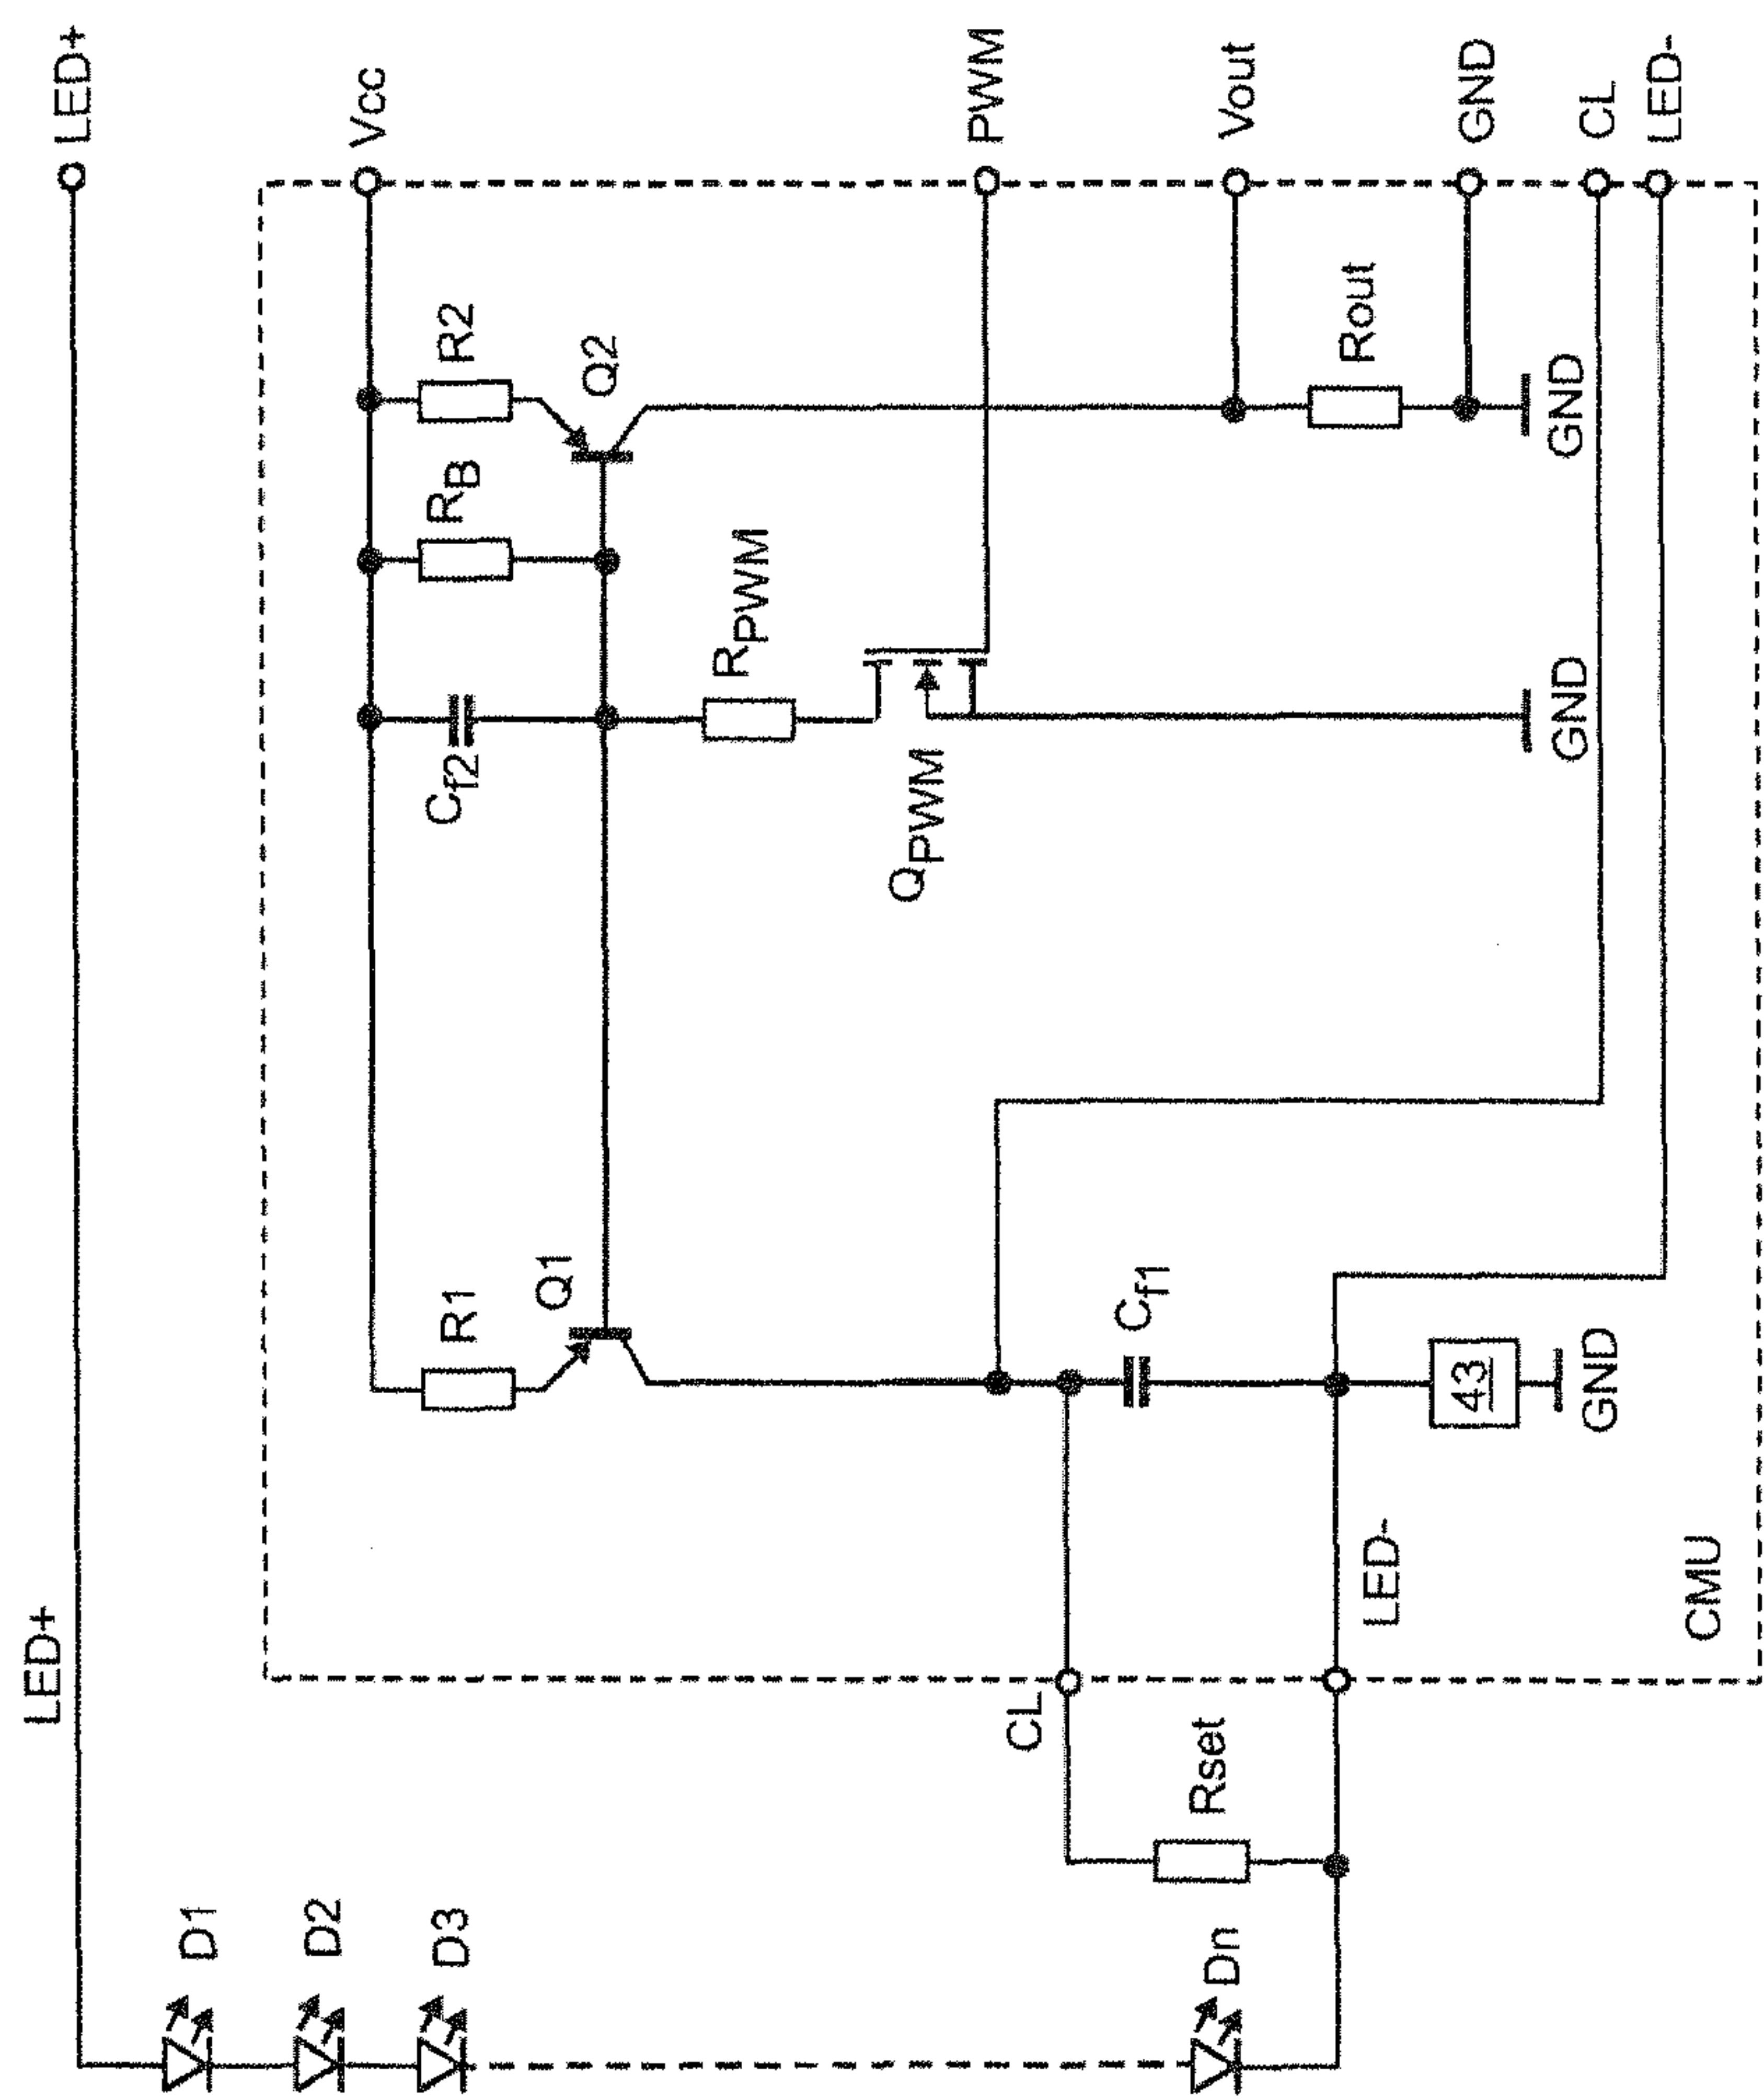 LED+
LED+
D1
D2
D3
Dn
Rset
CL
LED-
CMU
R1
Q1
Cf1
43
GND
Cf2
RB
R2
Q2
RPWM
QPWM
GND
Rout
GND
Vcc
PWM
Vout
GND
CL
LED-